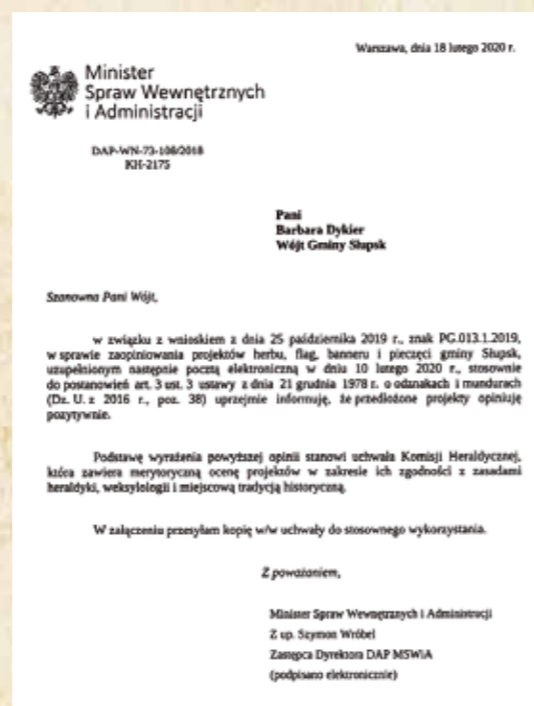 Warszawa, dnia 18 lutego 2020 r.
Minister
Spraw Wewnętrznych
i Administracji
DAP-WN-73-108/2018
KH-2175
Pani
Barbara Dykier
Wójt Gminy Słupsk
Szanowna Pani Wójt,
w związku z wnioskiem z dnia 25 października 2019 r., znak PG.013.1.2019,
w sprawie zaopiniowania projektów herbu, flag, banneru i pieczęci gminy Słupsk,
uzupełnionym następnie pocztą elektroniczną w dniu 10 lutego 2020 r., stosownie
do postanowień art. 3 ust. 3 ustawy z dnia 21 grudnia 1978 r. o odznakach i mundurach
(Dz. U. z 2016 r., poz. 38) uprzejmie informuję, że przedłożone projekty opiniuję
pozytywnie.
Podstawę wyrażenia powyższej opinii stanowi uchwała Komisji Heraldycznej,
która zawiera merytoryczną ocenę projektów w zakresie ich zgodności z zasadami
heraldyki, weksylologii i miejscową tradycją historyczną.
W załączeniu przesyłam kopię w/w uchwały do stosownego wykorzystania.
Z poważaniem,
Minister Spraw Wewnętrznych i Administracji
Z up. Szymon Wróbel
Zastępca Dyrektora DAP MSWiA
(podpisano elektronicznie)